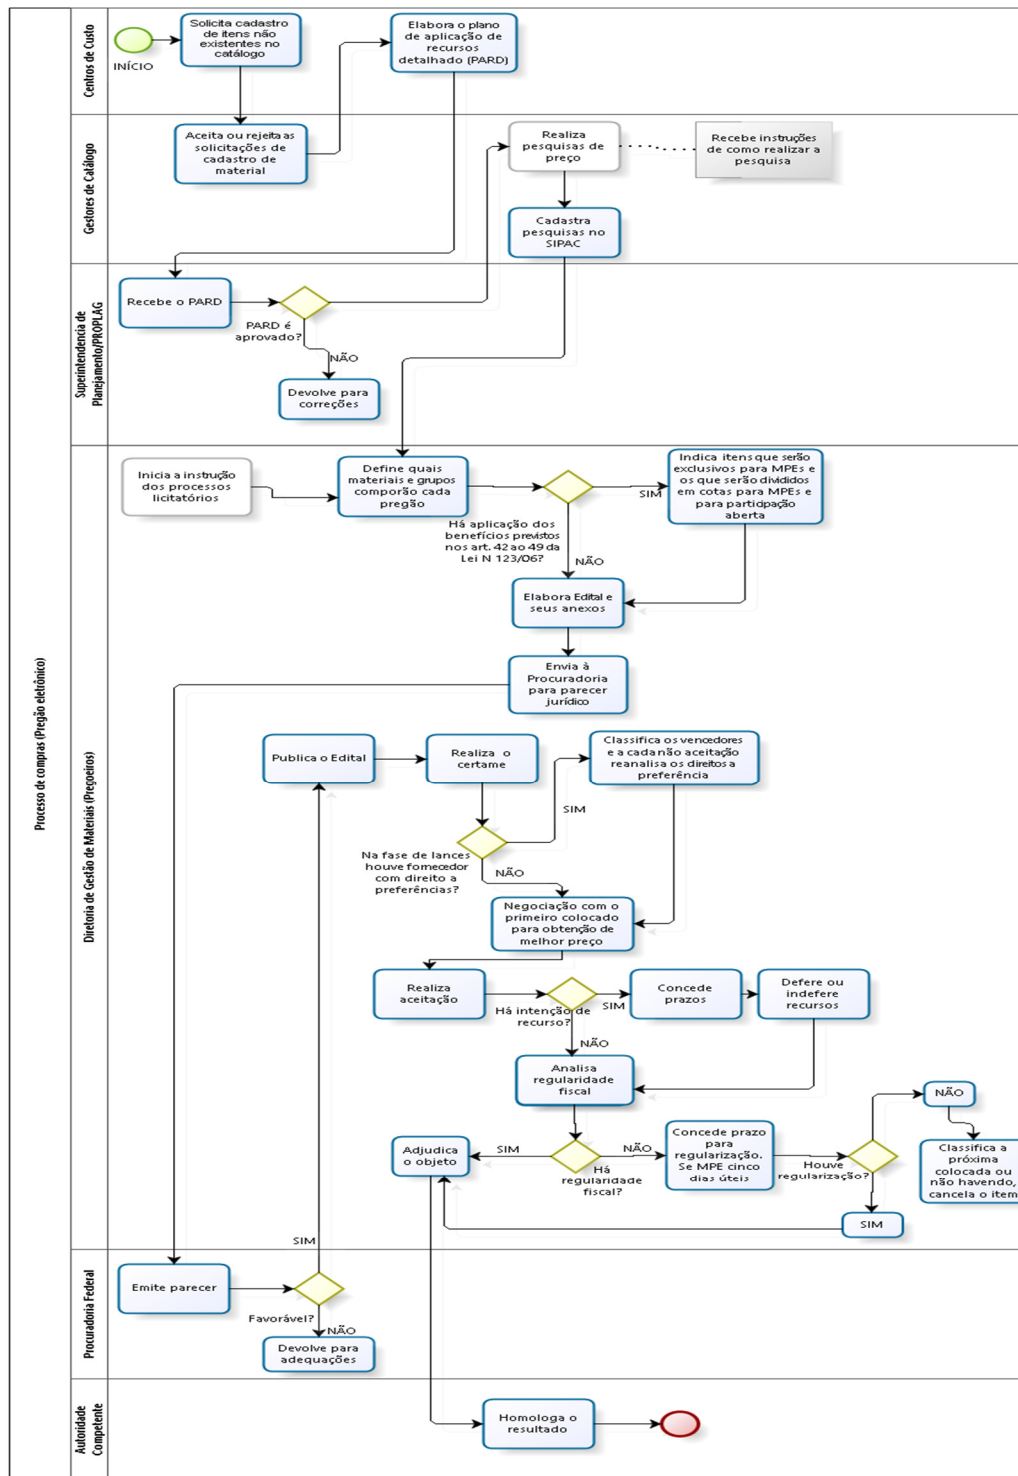 Processo de compras (Pregão eletrônico)
Centros de Custo
INÍCIO
Solicita cadastro
de itens não
existentes no
catálogo
Elabora o plano
de aplicação de
recursos
detalhado (PARD)
Gestores de Catálogo
Aceita ou rejeita as
solicitações de
cadastro de
material
Realiza
pesquisas de
preço
Recebe instruções
de como realizar a
pesquisa
Cadastra
pesquisas no
SIPAC
Superintendencia de
Planejamento/PROPLAG
Recebe o PARD
PARD é
aprovado?
NÃO
Devolve para
correções
Diretoria de Gestão de Materiais (Pregoeiros)
Inicia a instrução
dos processos
licitatórios
Define quais
materiais e grupos
comporão cada
pregão
Há aplicação dos
benefícios previstos
nos art. 42 ao 49 da
Lei N 123/06?
SIM
Indica itens que serão
exclusivos para MPEs e
os que serão divididos
em cotas para MPEs e
para participação
aberta
NÃO
Elabora Edital e
seus anexos
Envia à
Procuradoria
para parecer
jurídico
Publica o Edital
Realiza o
certame
Classifica os vencedores
e a cada não aceitação
reanalisa os direitos a
preferência
SIM
Na fase de lances
houve fornecedor
com direito a
preferências?
NÃO
Negociação com o
primeiro colocado
para obtenção de
melhor preço
Realiza
aceitação
Há intenção de
recurso?
SIM
Concede
prazos
Defere ou
indefere
recursos
NÃO
Analisa
regularidade
fiscal
Adjudica
o objeto
SIM
Há
regularidade
fiscal?
NÃO
Concede prazo
para
regularização.
Se MPE cinco
dias úteis
Houve
regularização?
NÃO
Classifica a
próxima
colocada ou
não havendo,
cancela o item
SIM
SIM
Procuradoria Federal
Emite parecer
Favorável?
NÃO
Devolve para
adequações
Autoridade
Competente
Homologa o
resultado